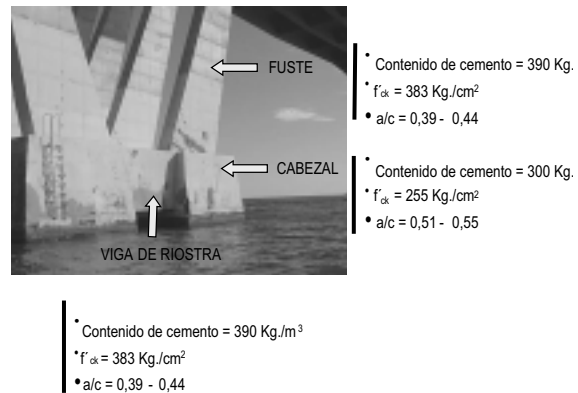 FUSTE
• Contenido de cemento = 390 Kg.
• f´ck = 383 Kg./cm²
• a/c = 0,39 - 0,44
CABEZAL
• Contenido de cemento = 300 Kg.
• f´ck = 255 Kg./cm²
• a/c = 0,51 - 0,55
VIGA DE RIOSTRA
• Contenido de cemento = 390 Kg./m³
• f´ck = 383 Kg./cm²
• a/c = 0,39 - 0,44